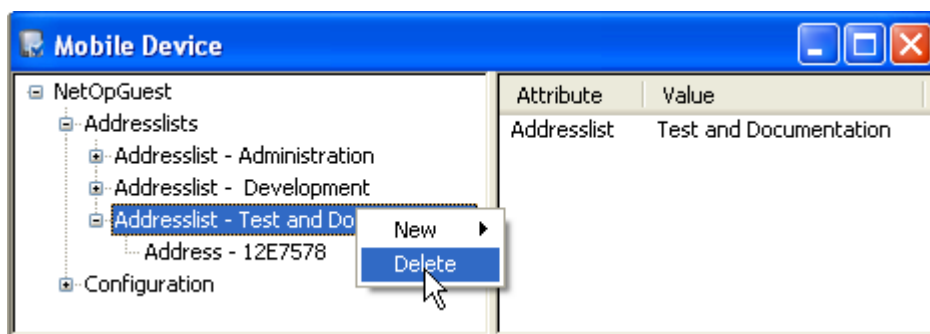 Mobile Device
NetOpGuest
Addresslists
Addresslist - Administration
Addresslist - Development
Addresslist - Test and Do
Address - 12E7578
Configuration
New
Delete
Attribute Value
Addresslist Test and Documentation